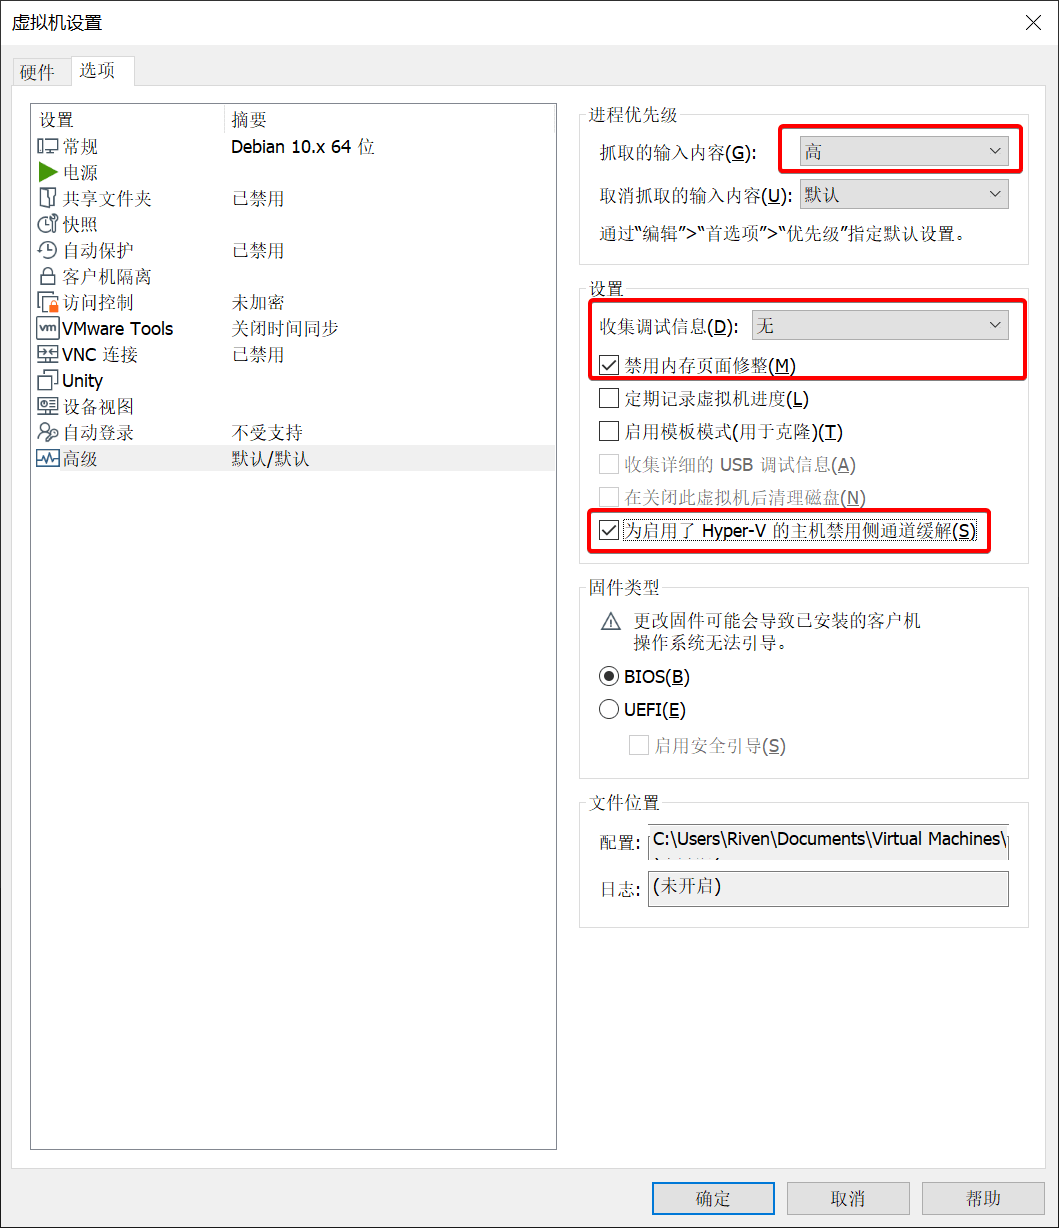 虚拟机设置
硬件 选项
设置 摘要
常规 Debian 10.x 64 位
电源
共享文件夹 已禁用
快照
自动保护 已禁用
客户机隔离
访问控制 未加密
vm VMware Tools 关闭时间同步
VNC 连接 已禁用
Unity
设备视图
自动登录 不受支持
高级 默认/默认
进程优先级
抓取的输入内容(G): 高
取消抓取的输入内容(U): 默认
通过“编辑”>“首选项”>“优先级”指定默认设置。
设置
收集调试信息(D): 无
禁用内存页面修整(M)
定期记录虚拟机进度(L)
启用模板模式(用于克隆)(T)
收集详细的 USB 调试信息(A)
在关闭此虚拟机后清理磁盘(N)
为启用了 Hyper-V 的主机禁用侧通道缓解(S)
固件类型
更改固件可能会导致已安装的客户机
操作系统无法引导。
BIOS(B)
UEFI(E)
启用安全引导(S)
文件位置
配置: C:\Users\Riven\Documents\Virtual Machines\
日志: (未开启)
确定 取消 帮助